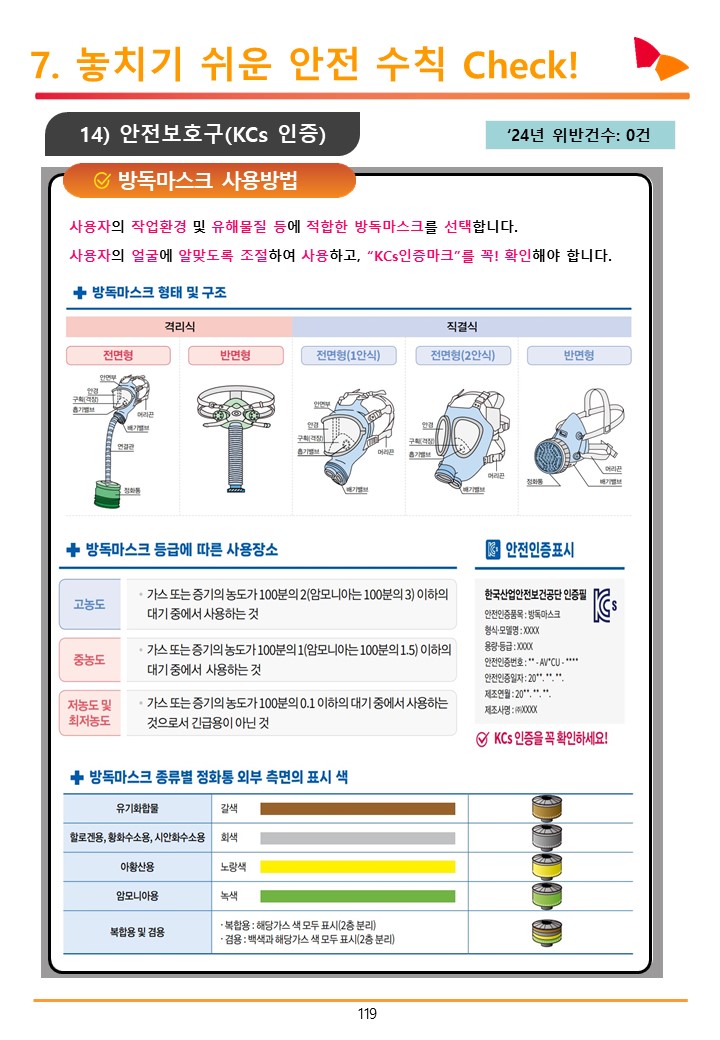 7. 놓치기 쉬운 안전 수칙 Check!
14) 안전보호구(KCs 인증)
‘24년 위반건수: 0건
방독마스크 사용방법
사용자의 작업환경 및 유해물질 등에 적합한 방독마스크를 선택합니다.
사용자의 얼굴에 알맞도록 조절하여 사용하고, “KCs인증마크”를 꼭! 확인해야 합니다.
방독마스크 형태 및 구조
격리식
직결식
전면형
반면형
전면형(1안식)
전면형(2안식)
반면형
안면부
안경
구획(격장)
흡기밸브
머리끈
배기밸브
연결관
정화통
안면부
안경
구획(격장)
흡기밸브
머리끈
배기밸브
안경
구획(격장)
흡기밸브
머리끈
배기밸브
머리끈
정화통
배기밸브
방독마스크 등급에 따른 사용장소
고농도
◦ 가스 또는 증기의 농도가 100분의 2(암모니아는 100분의 3) 이하의
대기 중에서 사용하는 것
중농도
◦ 가스 또는 증기의 농도가 100분의 1(암모니아는 100분의 1.5) 이하의
대기 중에서 사용하는 것
저농도 및
최저농도
◦ 가스 또는 증기의 농도가 100분의 0.1 이하의 대기 중에서 사용하는
것으로서 긴급용이 아닌 것
안전인증표시
한국산업안전보건공단 인증필
KCs
안전인증품목 : 방독마스크
형식·모델명 : XXXX
용량·등급 : XXXX
안전인증번호 : ** - AV*CU - ****
안전인증일자 : 20**. **. **.
제조연월 : 20**. **. **.
제조사명 : ㈜XXXX
KCs 인증을 꼭 확인하세요!
방독마스크 종류별 정화통 외부 측면의 표시 색
유기화합물
갈색
할로겐용, 황화수소용, 시안화수소용
회색
아황산용
노랑색
암모니아용
녹색
복합용 및 겸용
· 복합용 : 해당가스 색 모두 표시(2층 분리)
· 겸용 : 백색과 해당가스 색 모두 표시(2층 분리)
119